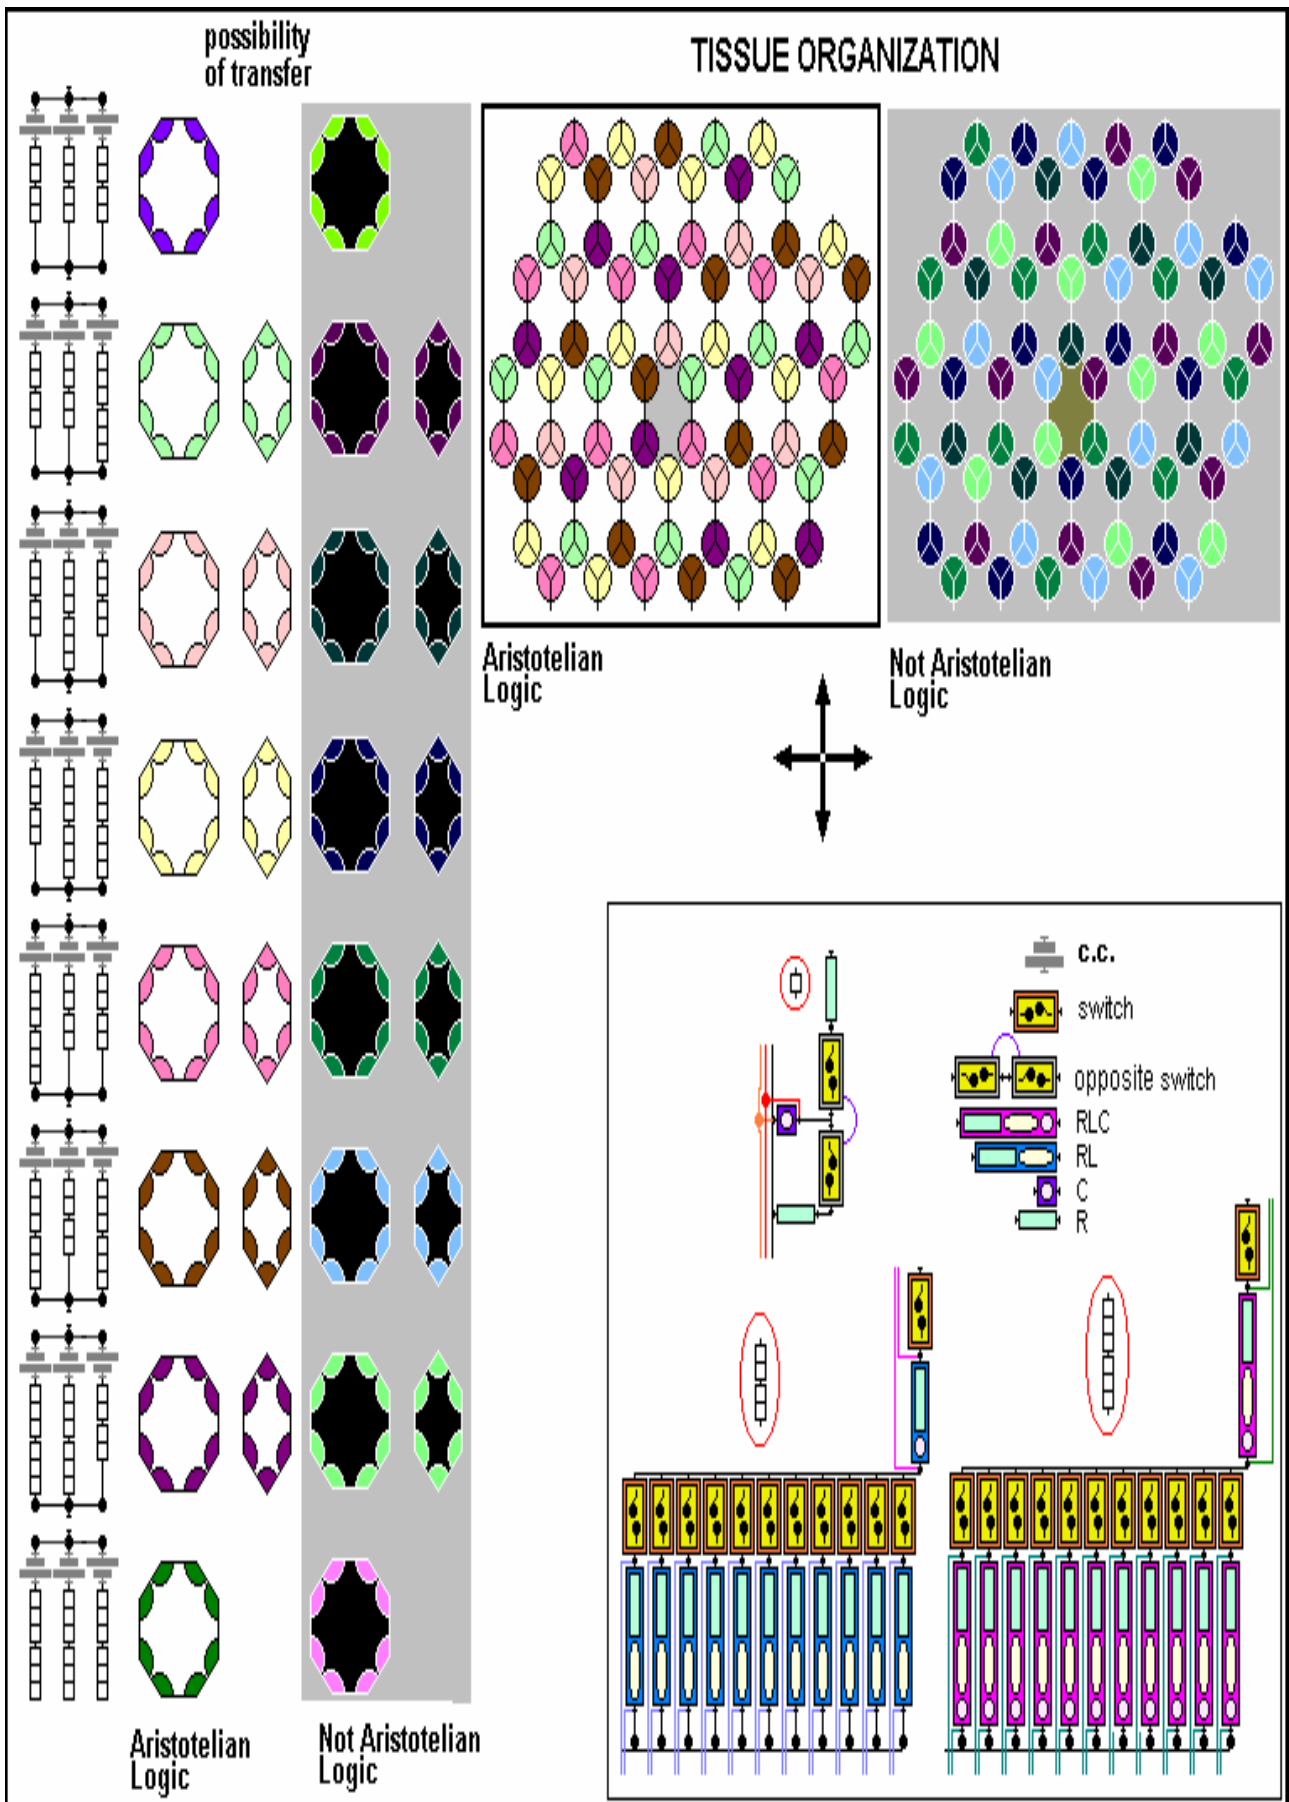 possibility
of transfer
TISSUE ORGANIZATION
Aristotelian
Logic
Not Aristotelian
Logic
c.c.
switch
opposite switch
RLC
RL
C
R
Aristotelian
Logic
Not Aristotelian
Logic